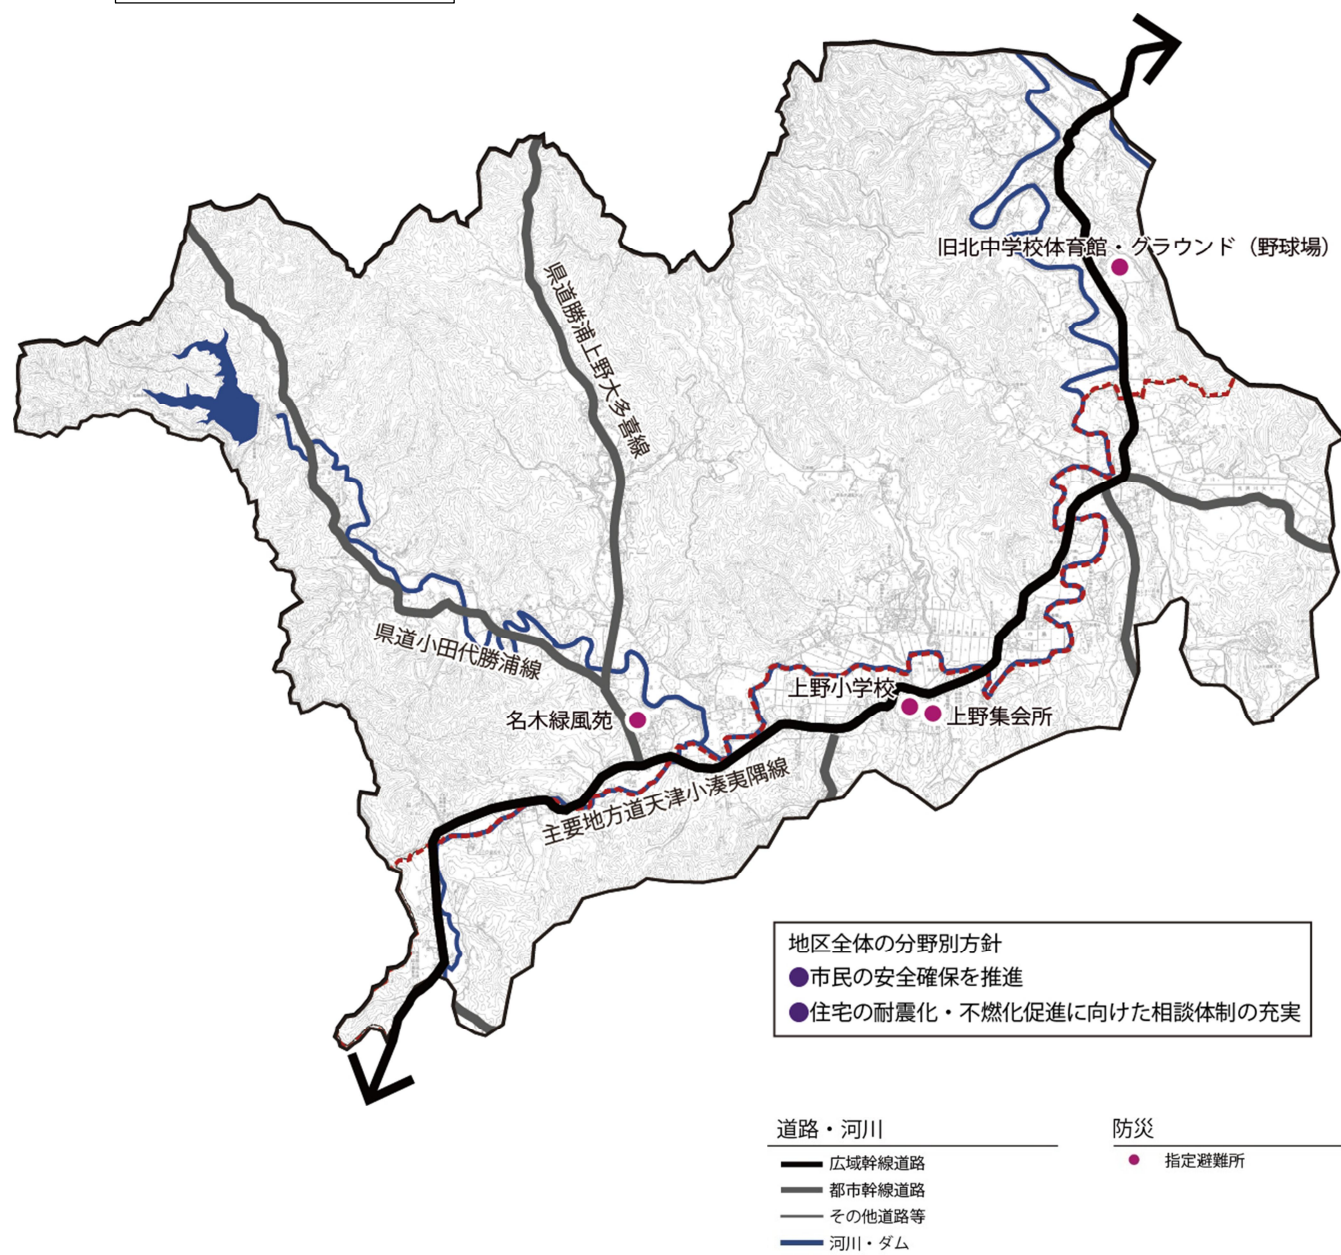 旧北中学校体育館・グラウンド（野球場）
県道勝浦上野大多喜線
県道小田代勝浦線
上野小学校
名木緑風苑
上野集会所
主要地方道天津小湊夷隅線
地区全体の分野別方針
●市民の安全確保を推進
●住宅の耐震化・不燃化促進に向けた相談体制の充実
道路・河川
広域幹線道路
都市幹線道路
その他道路等
河川・ダム
防災
指定避難所